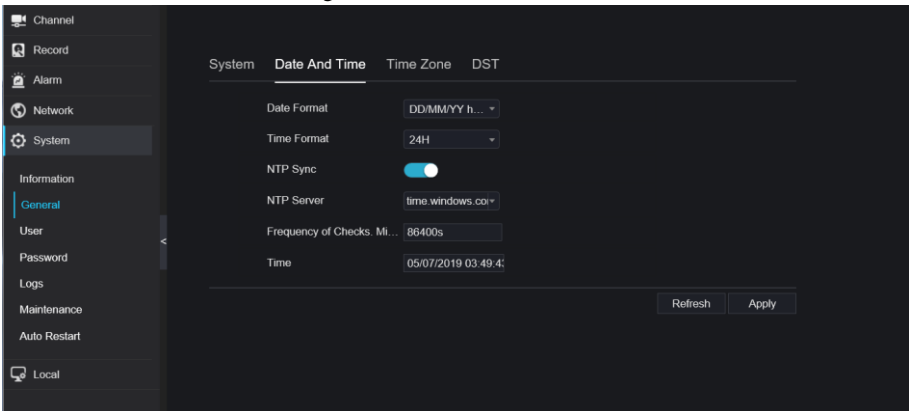 Channel
Record
Alarm
Network
System
Information
General
User
Password
Logs
Maintenance
Auto Restart
Local
<
System Date And Time Time Zone DST
Date Format DD/MM/YY h...
Time Format 24H
NTP Sync
NTP Server time.windows.co
Frequency of Checks. Mi... 86400s
Time 05/07/2019 03:49:4
Refresh Apply